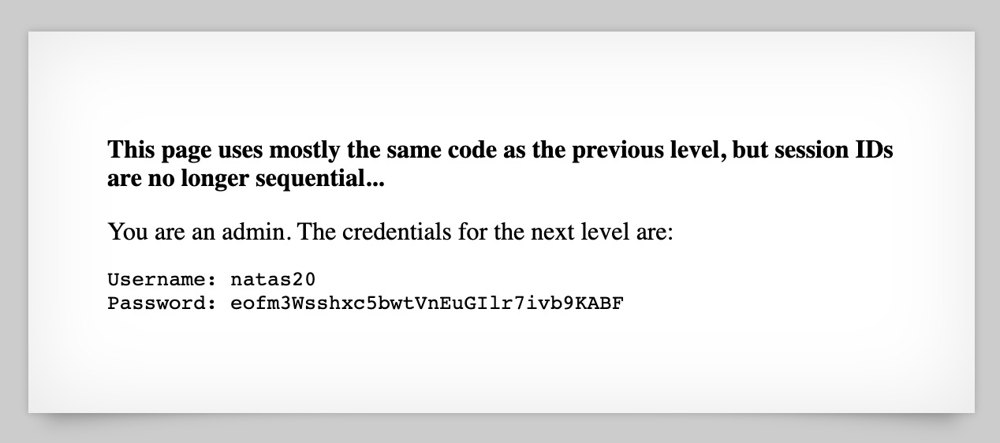 This page uses mostly the same code as the previous level, but session IDs
are no longer sequential...
You are an admin. The credentials for the next level are:
Username: natas20
Password: eofm3Wsshxc5bwtVnEuGIlr7ivb9KABF